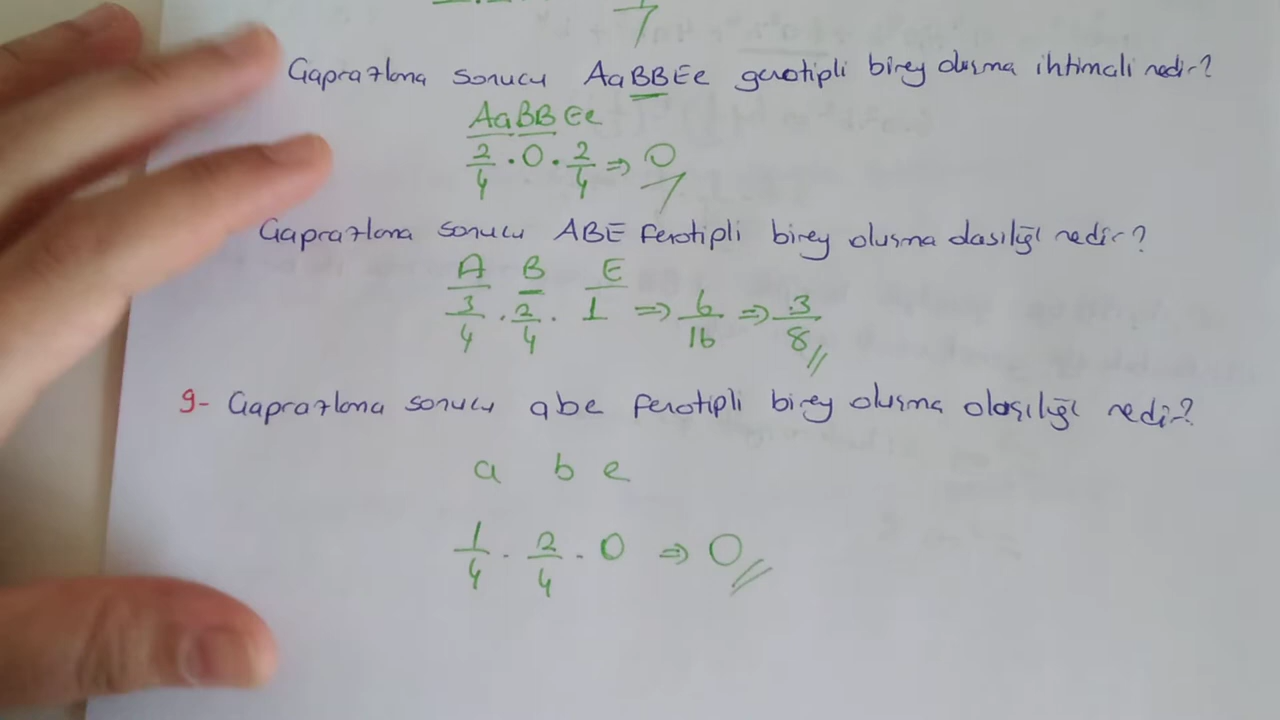 Çaprazlama sonucu AaBBEe genotipli birey oluşma ihtimali nedir?
AaBBEe
2/4 · 0 · 2/4 ⇒ 0
Çaprazlama sonucu ABE fenotipli birey oluşma olasılığı nedir?
A B E
3/4 · 2/4 · 1 ⇒ 6/16 ⇒ 3/8
9- Çaprazlama sonucu abe fenotipli birey oluşma olasılığı nedir?
a b e
1/4 · 2/4 · 0 ⇒ 0